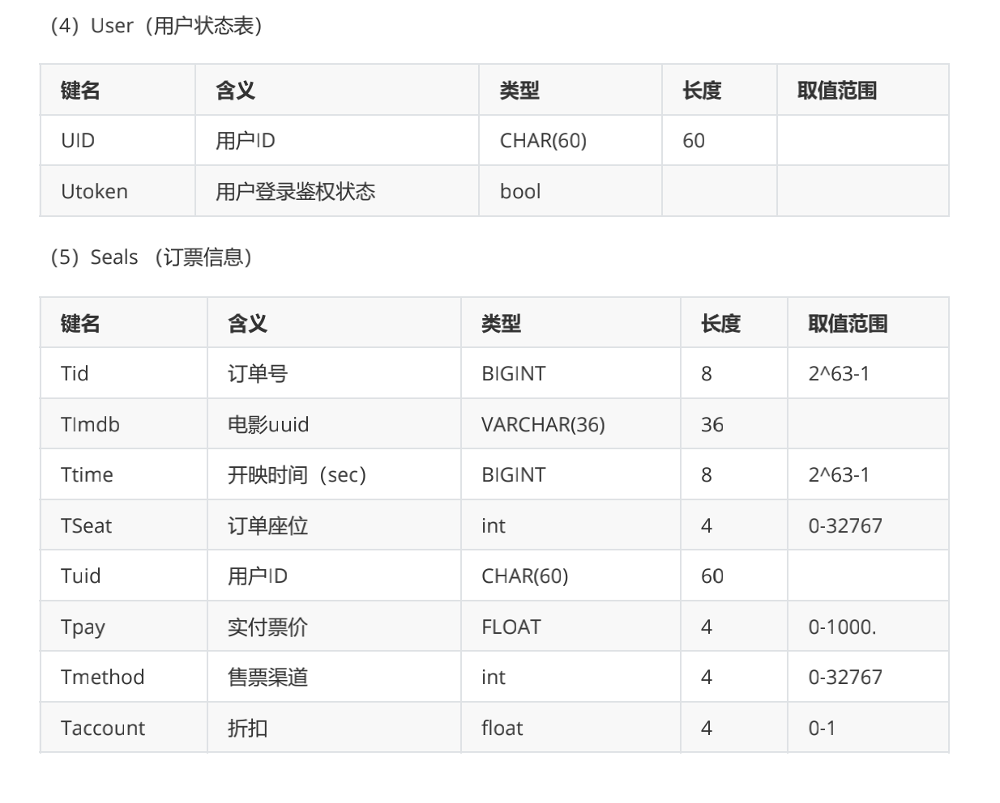 （4）User（用户状态表）
键名 含义 类型 长度 取值范围
UID 用户ID CHAR(60) 60
Utoken 用户登录鉴权状态 bool
（5）Seals （订票信息）
键名 含义 类型 长度 取值范围
Tid 订单号 BIGINT 8 2^63-1
TImdb 电影uuid VARCHAR(36) 36
Ttime 开映时间（sec） BIGINT 8 2^63-1
TSeat 订单座位 int 4 0-32767
Tuid 用户ID CHAR(60) 60
Tpay 实付票价 FLOAT 4 0-1000.
Tmethod 售票渠道 int 4 0-32767
Taccount 折扣 float 4 0-1